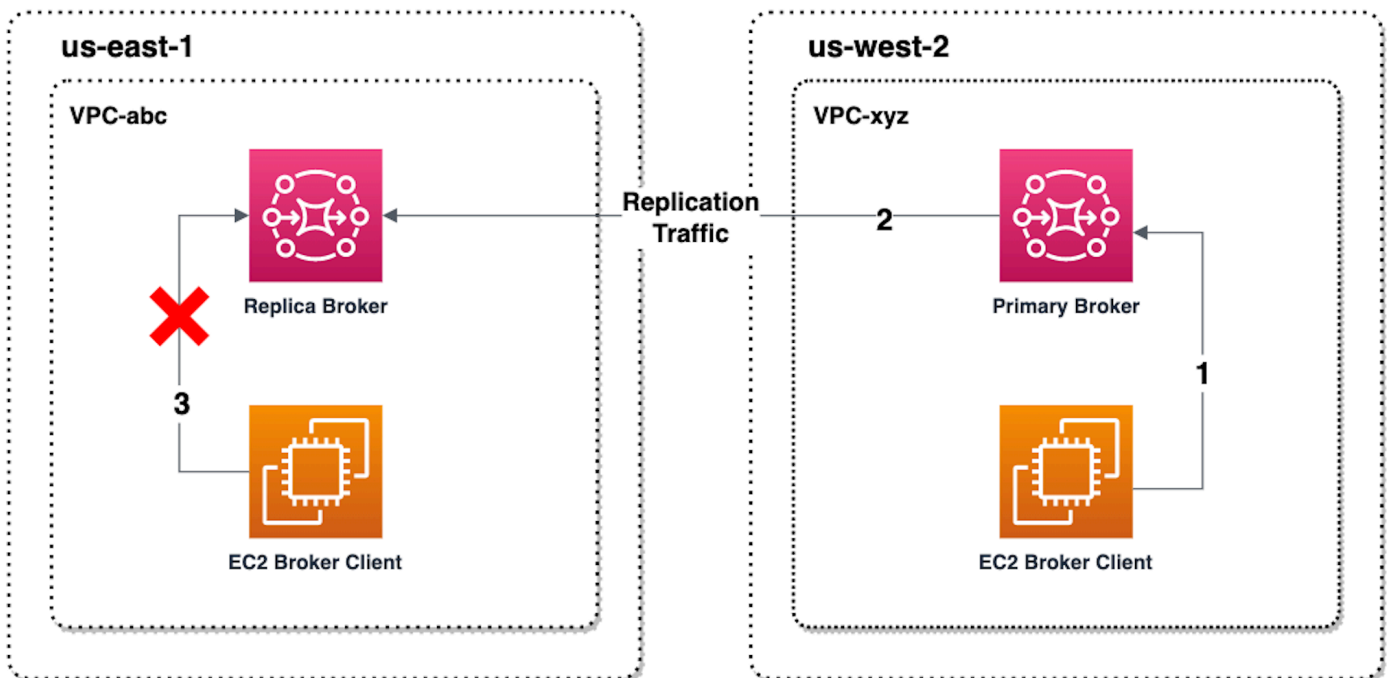 us-east-1
us-west-2
VPC-abc
VPC-xyz
Replication
Traffic
2
Replica Broker
Primary Broker
1
3
EC2 Broker Client
EC2 Broker Client